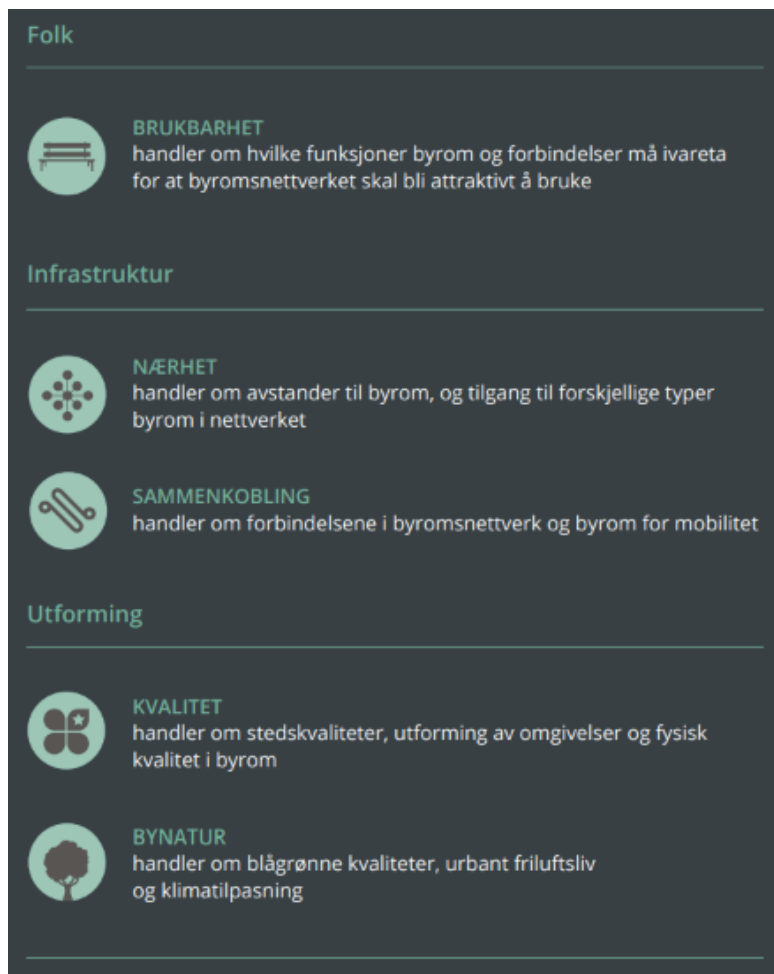 Folk
BRUKBARHET
handler om hvilke funksjoner byrom og forbindelser må ivareta
for at byromsnettverket skal bli attraktivt å bruke
Infrastruktur
NÆRHET
handler om avstander til byrom, og tilgang til forskjellige typer
byrom i nettverket
SAMMENKOBLING
handler om forbindelsene i byromsnettverk og byrom for mobilitet
Utforming
KVALITET
handler om stedskvaliteter, utforming av omgivelser og fysisk
kvalitet i byrom
BYNATUR
handler om blågrønne kvaliteter, urbant friluftsliv
og klimatilpasning